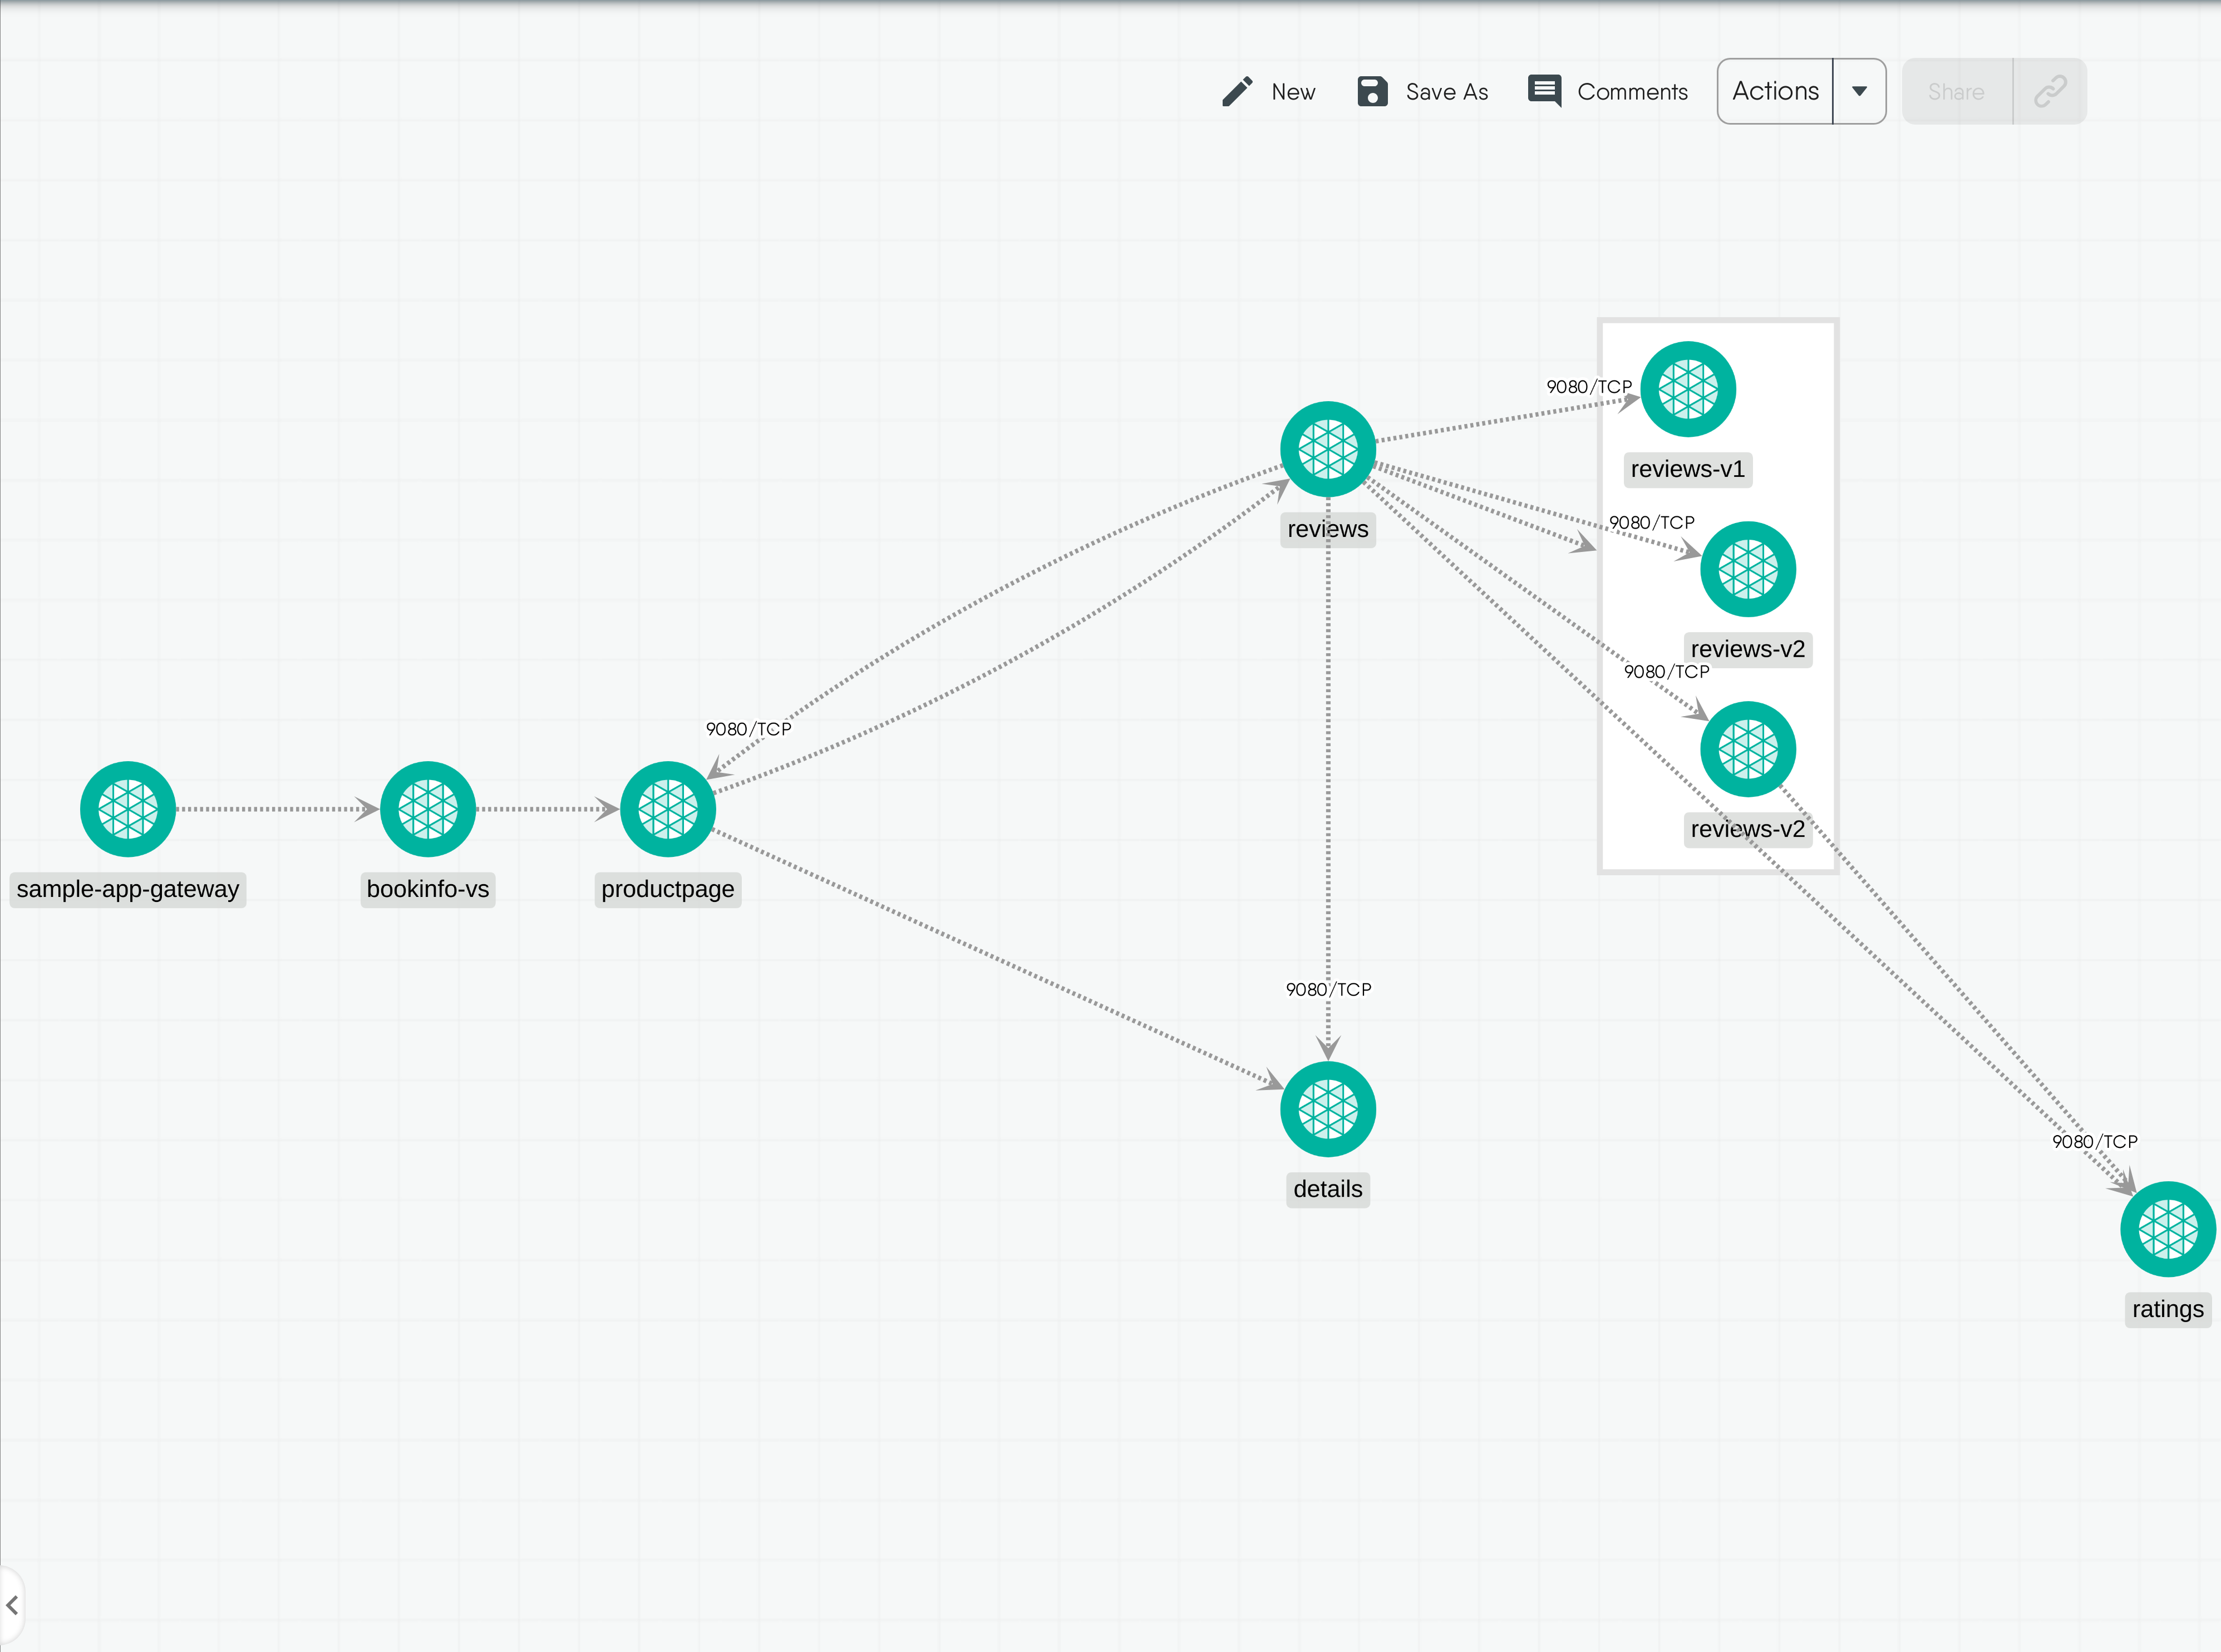 New
Save As
Comments
Actions
Share
9080/TCP
reviews-v1
reviews
9080/TCP
reviews-v2
9080/TCP
9080/TCP
reviews-v2
sample-app-gateway
bookinfo-vs
productpage
9080/TCP
9080/TCP
details
ratings